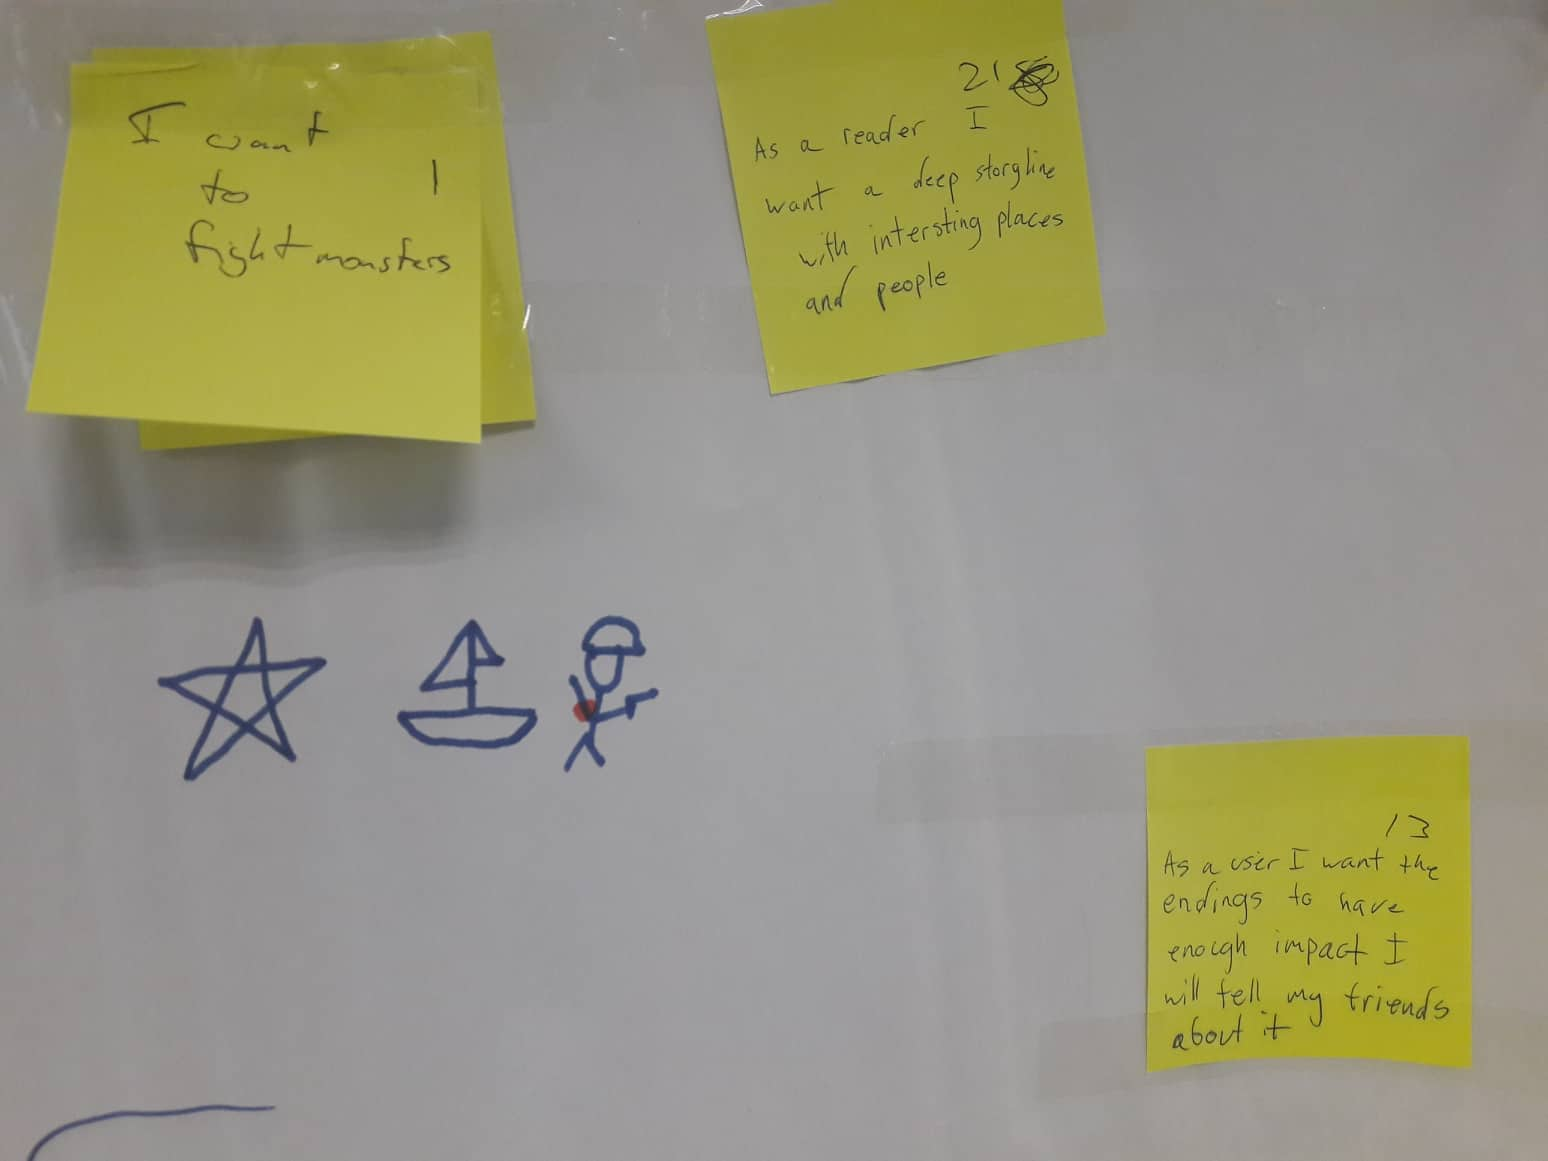 I want
to 1
fight monsters
21
As a reader I
want a deep storyline
with intersting places
and people
13
As a user I want the
endings to have
enough impact I
will tell my friends
about it